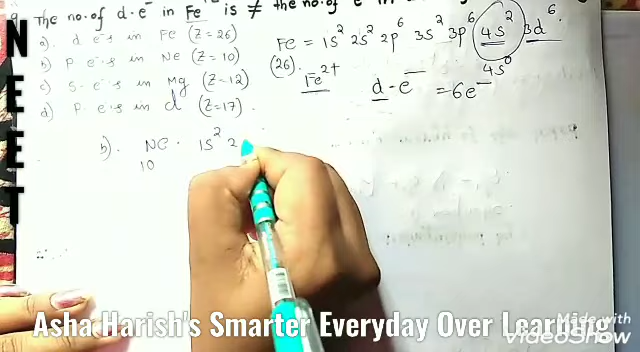 The no. of d-e⁻ in Fe²⁺ is ≠ the no. of e⁻ in
a). d e⁻s in Fe (Z=26)
b) P e⁻s in Ne (Z=10)
c) S-e⁻s in Mg (Z=12)
d) P e⁻s in Cl (Z=17).
Fe = 1S² 2S² 2P⁶ 3S² 3P⁶ 4S² 3d⁶.
(26).
4S⁰
Fe²⁺
d-e⁻ = 6e⁻
b). Ne. 1S² 2
10
NEET
Asha Harish's Smarter Everyday Over Learning
Made with
VideoShow